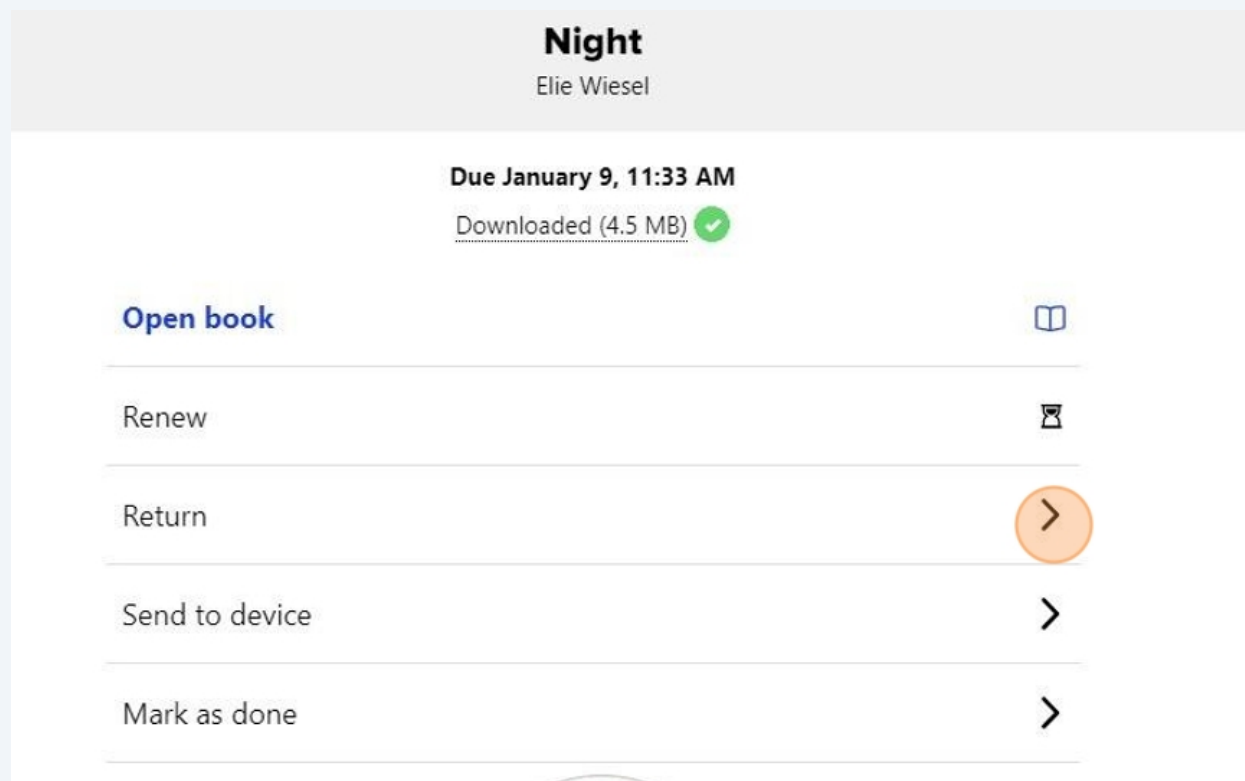 Night
Elie Wiesel
Due January 9, 11:33 AM
Downloaded (4.5 MB)
Open book
Renew
Return
Send to device
Mark as done